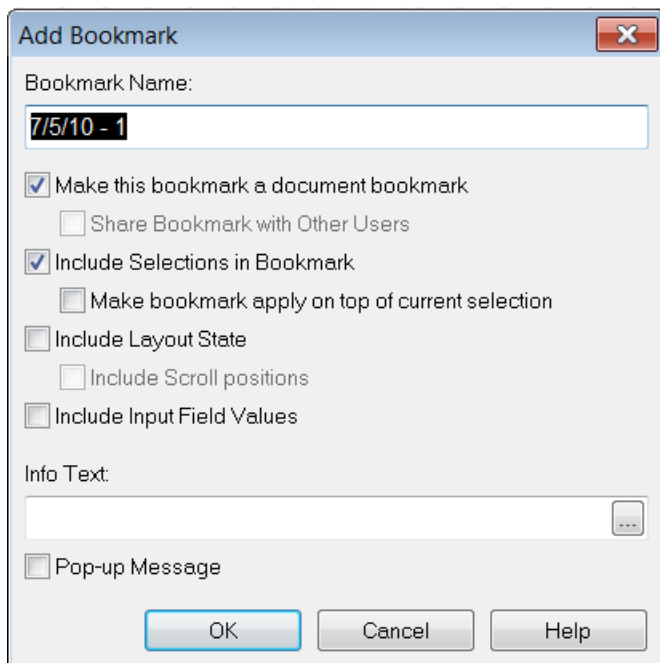 Add Bookmark
Bookmark Name:
7/5/10 - 1
Make this bookmark a document bookmark
Share Bookmark with Other Users
Include Selections in Bookmark
Make bookmark apply on top of current selection
Include Layout State
Include Scroll positions
Include Input Field Values
Info Text:
...
Pop-up Message
OK Cancel Help